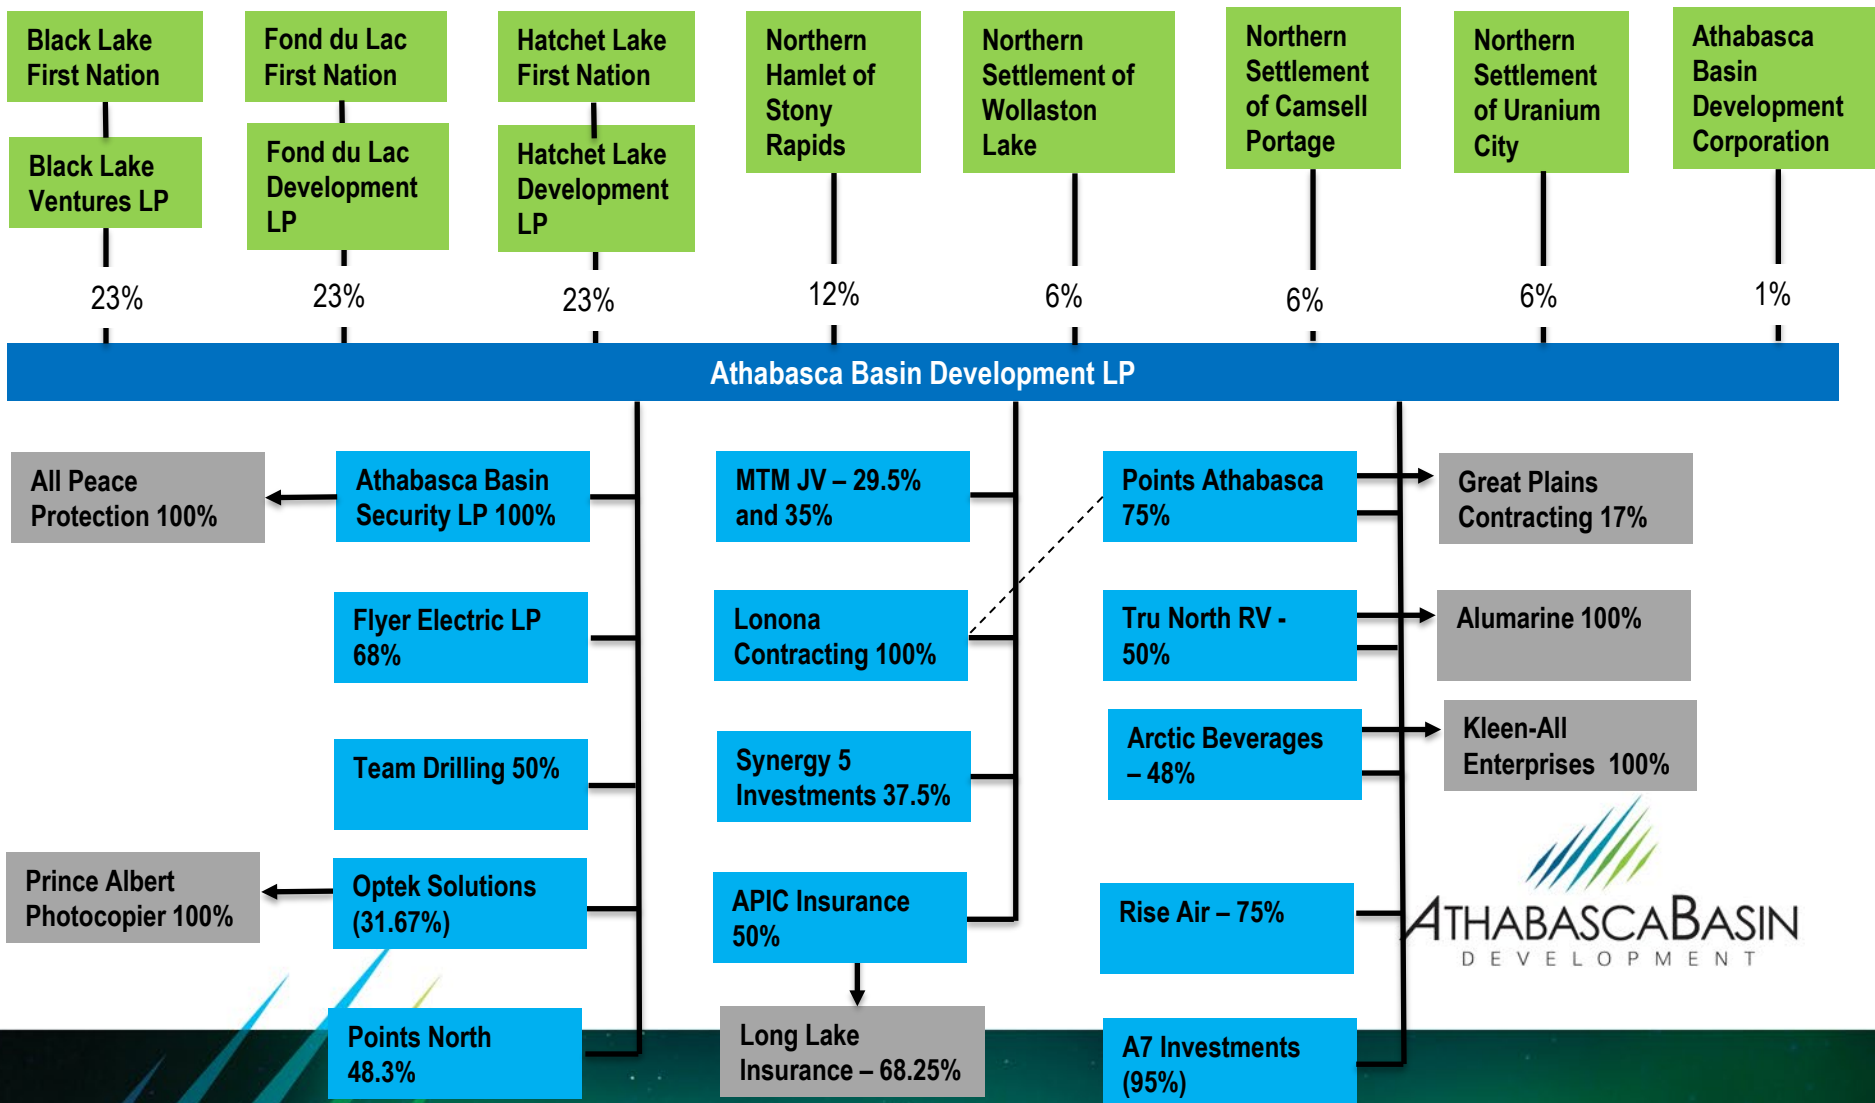 Black Lake
First Nation
Fond du Lac
First Nation
Hatchet Lake
First Nation
Northern
Hamlet of
Stony
Rapids
Northern
Settlement of
Wollaston
Lake
Northern
Settlement
of Camsell
Portage
Northern
Settlement
of Uranium
City
Athabasca
Basin
Development
Corporation
Black Lake
Ventures LP
Fond du Lac
Development
LP
Hatchet Lake
Development
LP
23%
23%
23%
12%
6%
6%
6%
1%
Athabasca Basin Development LP
All Peace
Protection 100%
Athabasca Basin
Security LP 100%
MTM JV – 29.5%
and 35%
Points Athabasca
75%
Great Plains
Contracting 17%
Flyer Electric LP
68%
Lonona
Contracting 100%
Tru North RV -
50%
Alumarine 100%
Team Drilling 50%
Synergy 5
Investments 37.5%
Arctic Beverages
– 48%
Kleen-All
Enterprises 100%
Prince Albert
Photocopier 100%
Optek Solutions
(31.67%)
APIC Insurance
50%
Rise Air – 75%
ATHABASCABASIN
DEVELOPMENT
Points North
48.3%
Long Lake
Insurance – 68.25%
A7 Investments
(95%)